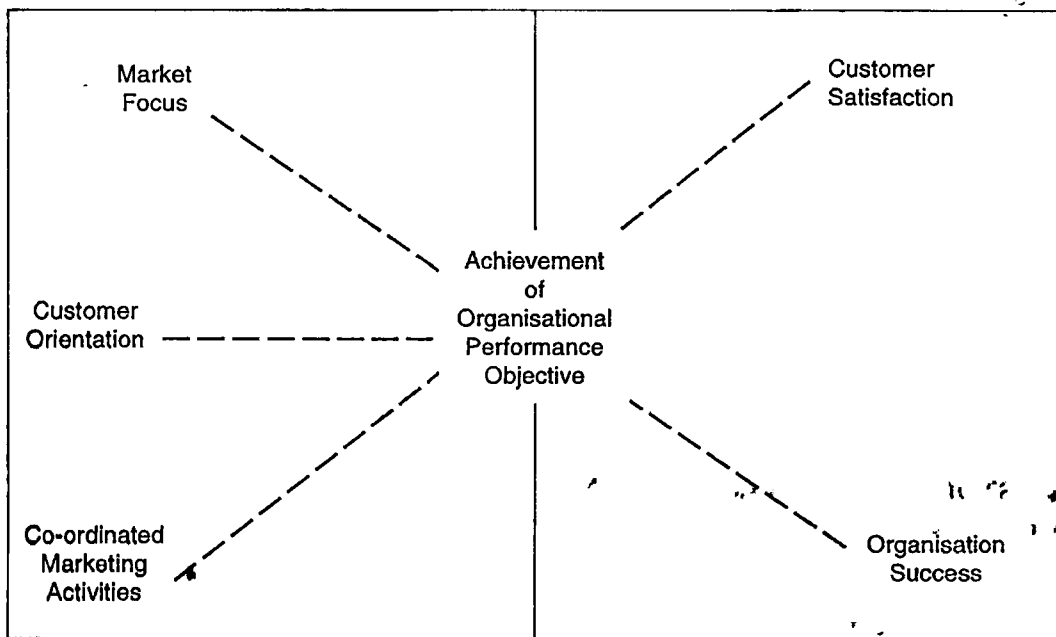 Market
Focus
Customer
Satisfaction
Achievement
of
Organisational
Performance
Objective
Customer
Orientation
Co-ordinated
Marketing
Activities
Organisation
Success